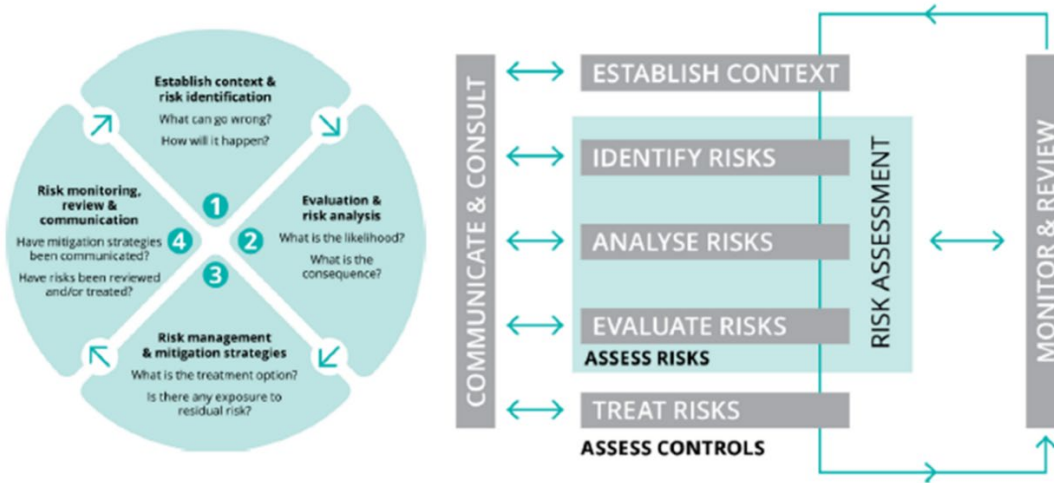 Establish context &
risk identification
What can go wrong?
How will it happen?
Evaluation &
risk analysis
What is the likelihood?
What is the
consequence?
Risk management
& mitigation strategies
What is the treatment option?
Is there any exposure to
residual risk?
Risk monitoring,
review &
communication
Have mitigation strategies
been communicated?
Have risks been reviewed
and/or treated?
1
2
3
4
COMMUNICATE & CONSULT
ESTABLISH CONTEXT
IDENTIFY RISKS
ANALYSE RISKS
EVALUATE RISKS
ASSESS RISKS
TREAT RISKS
ASSESS CONTROLS
RISK ASSESSMENT
MONITOR & REVIEW